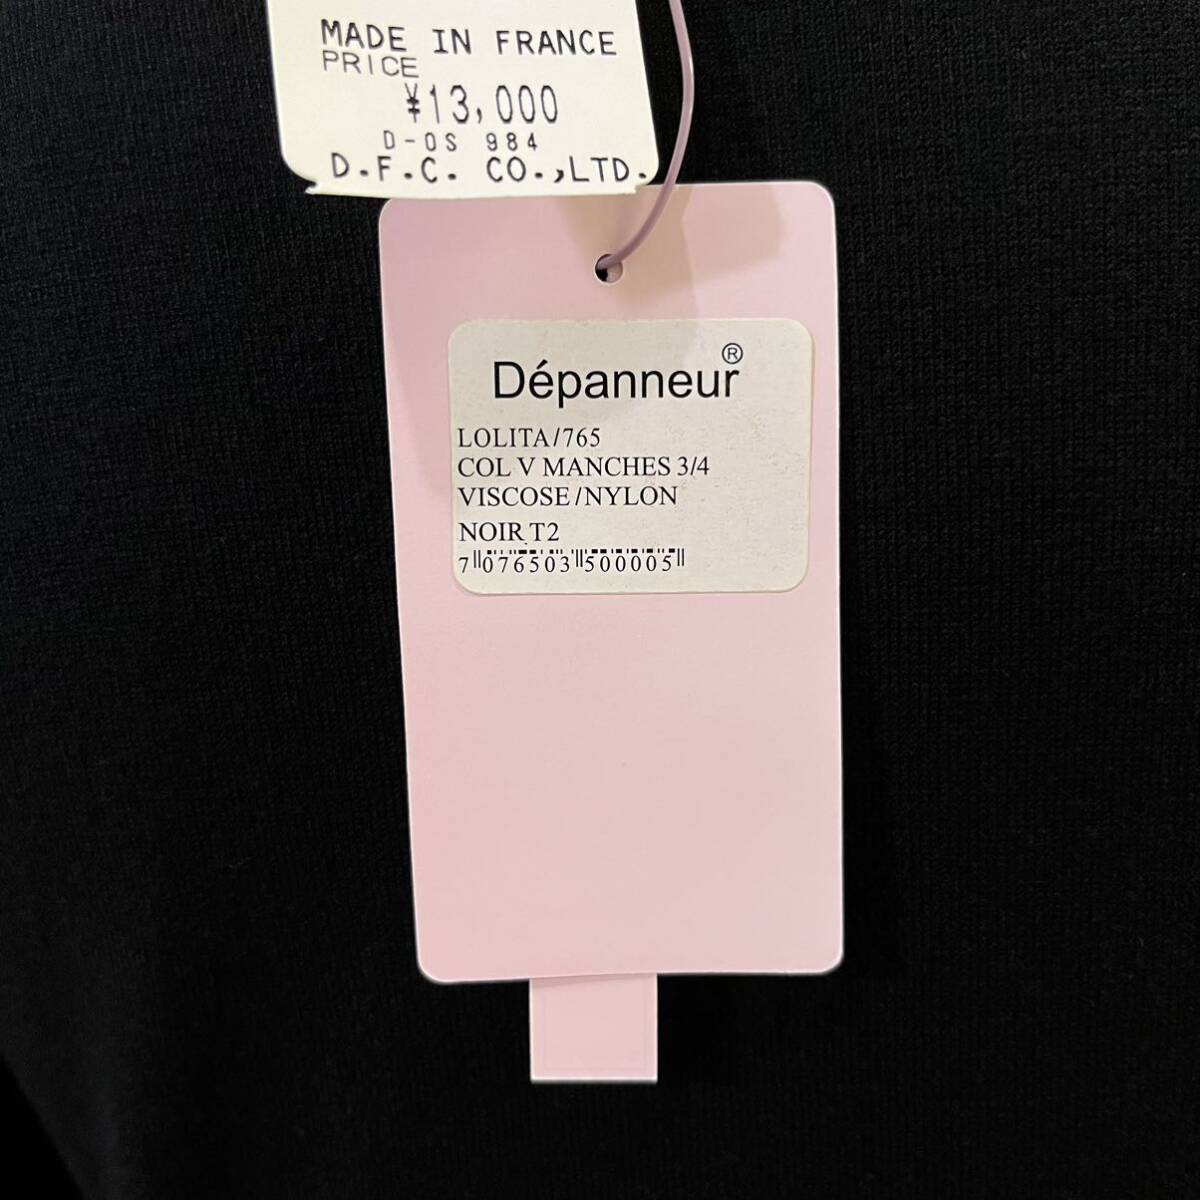 MADE IN FRANCE
PRICE
¥13,000
D-OS 984
D.F.C. CO.,LTD.
Dépanneur®
LOLITA/765
COL V MANCHES 3/4
VISCOSE/NYLON
NOIR T2
7 076503 500005